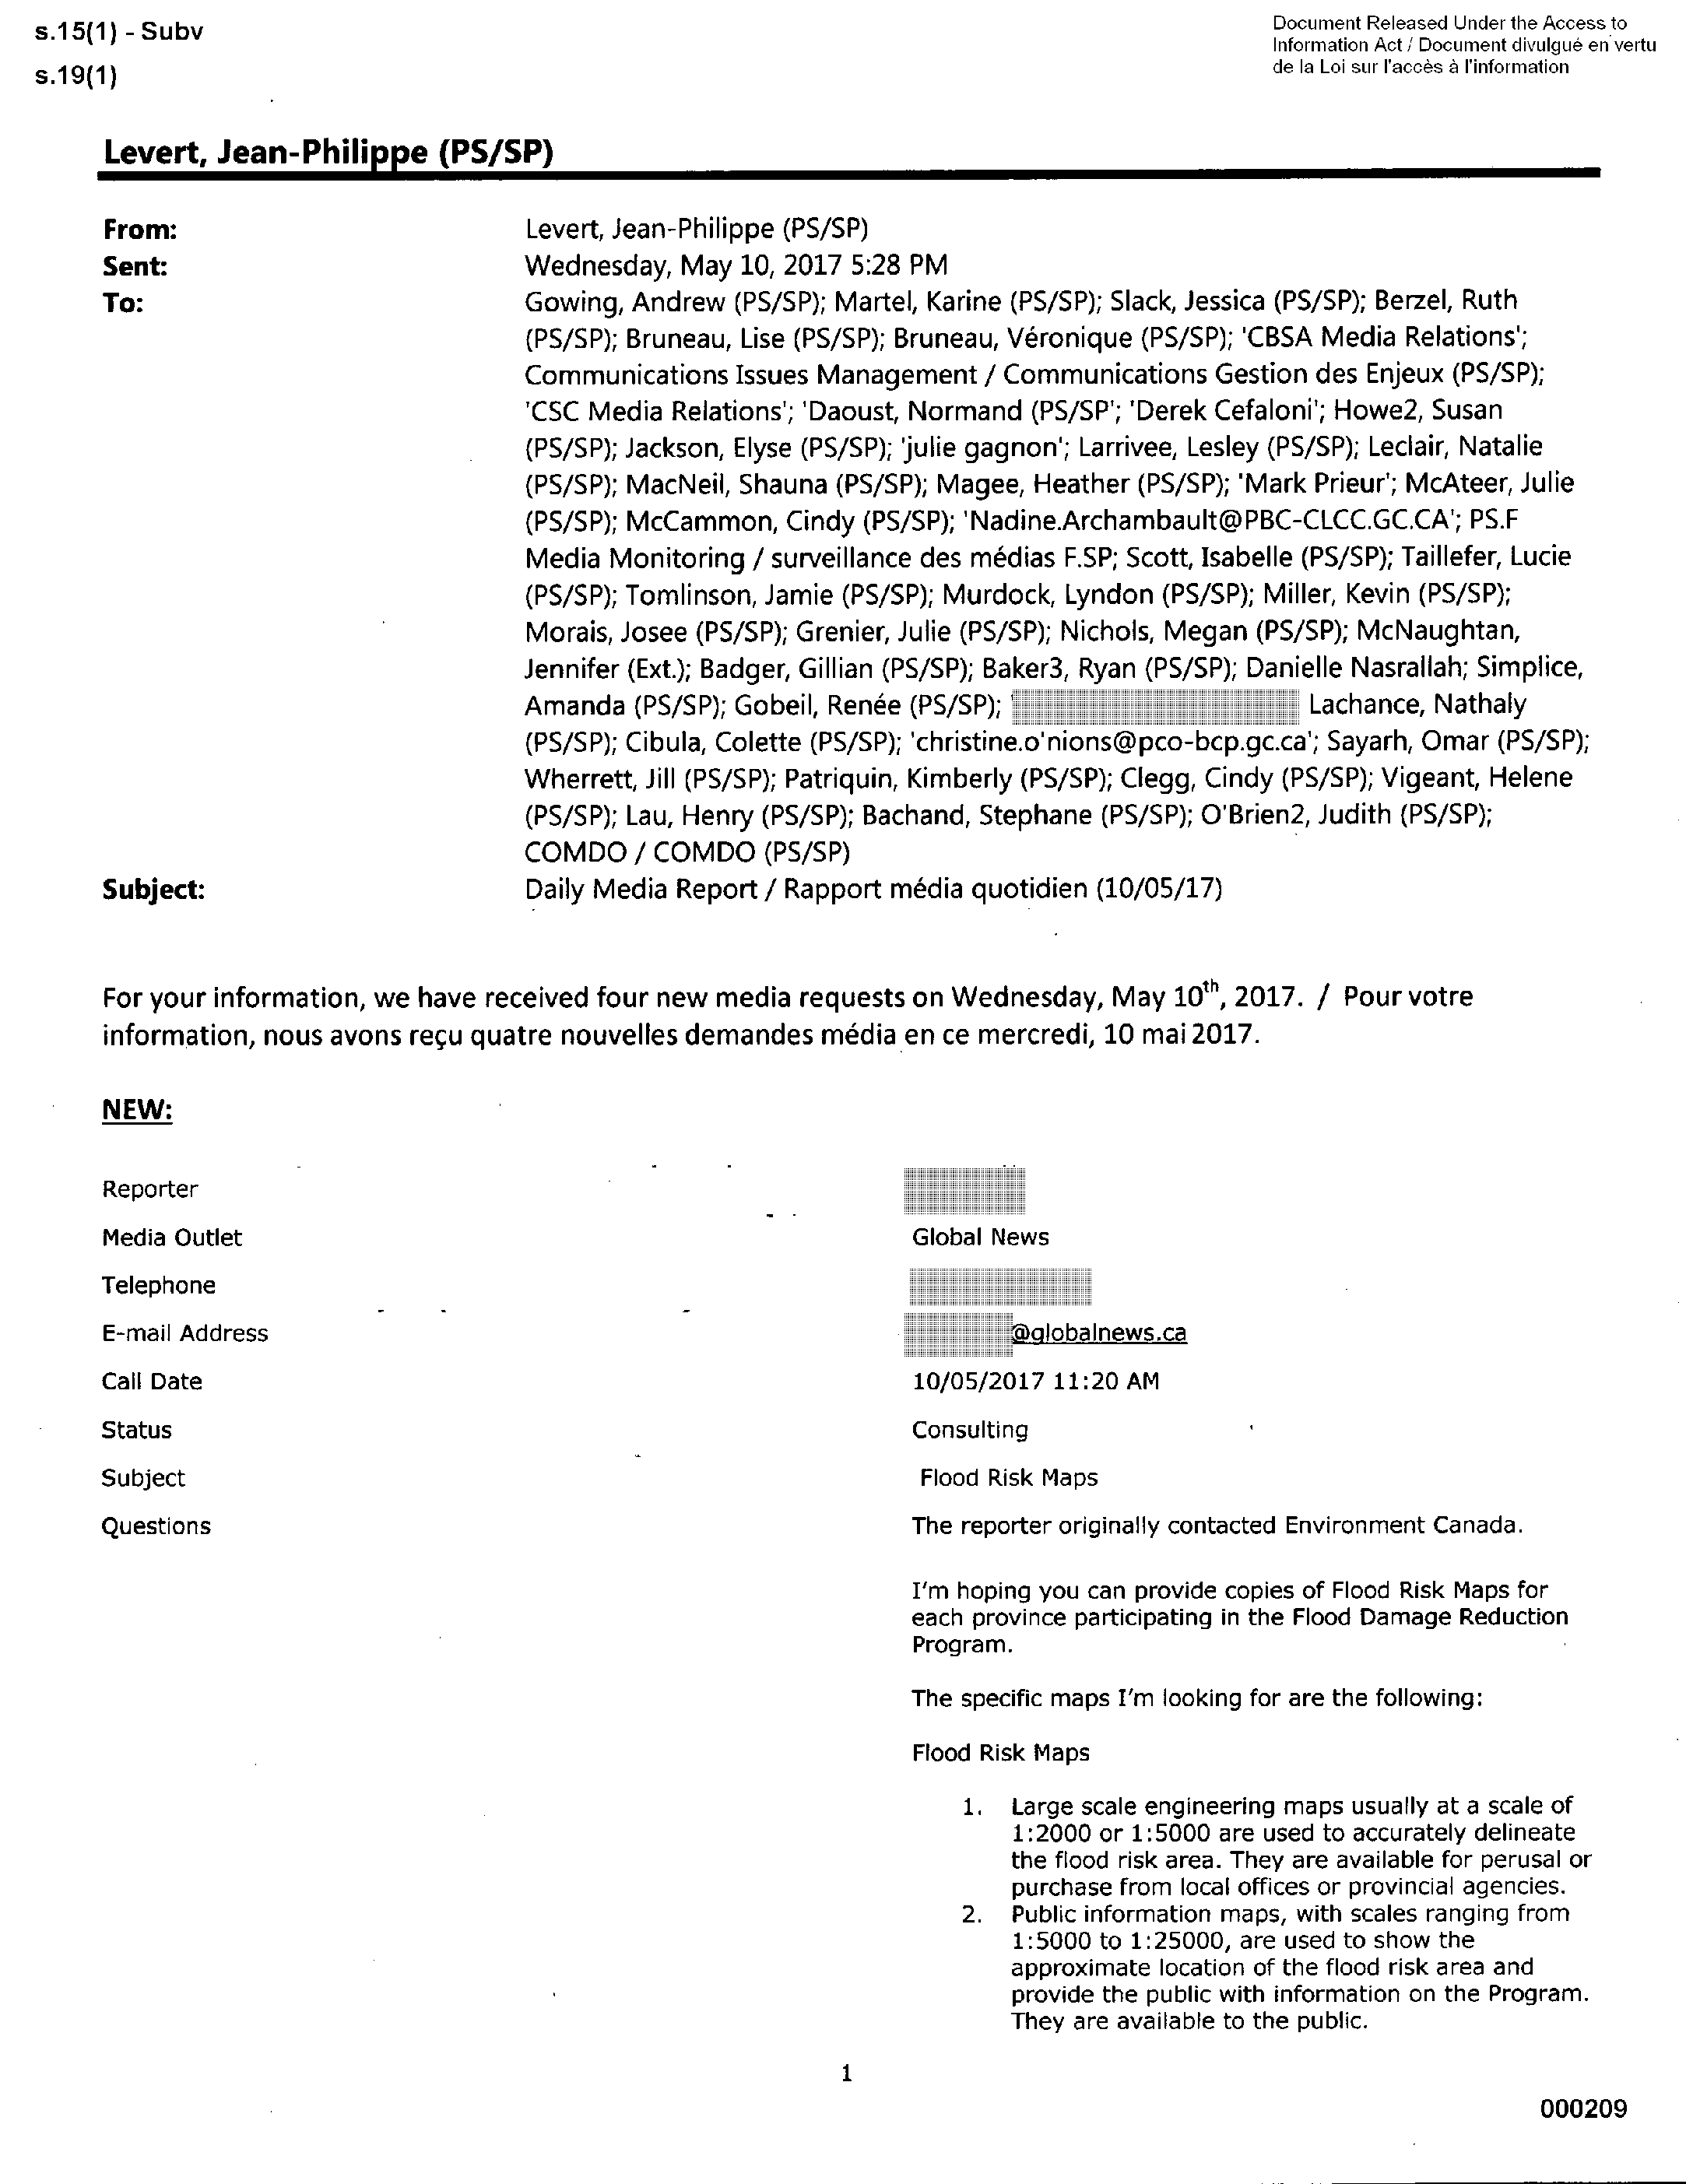 s.15(1) - Subv
s.19(1)
Document Released Under the Access to
Information Act / Document divulgué en vertu
de la Loi sur l'accès à l'information
Levert, Jean-Philippe (PS/SP)
From: Levert, Jean-Philippe (PS/SP)
Sent: Wednesday, May 10, 2017 5:28 PM
To: Gowing, Andrew (PS/SP); Martel, Karine (PS/SP); Slack, Jessica (PS/SP); Berzel, Ruth
(PS/SP); Bruneau, Lise (PS/SP); Bruneau, Véronique (PS/SP); 'CBSA Media Relations';
Communications Issues Management / Communications Gestion des Enjeux (PS/SP);
'CSC Media Relations'; 'Daoust, Normand (PS/SP'; 'Derek Cefaloni'; Howe2, Susan
(PS/SP); Jackson, Elyse (PS/SP); 'julie gagnon'; Larrivee, Lesley (PS/SP); Leclair, Natalie
(PS/SP); MacNeil, Shauna (PS/SP); Magee, Heather (PS/SP); 'Mark Prieur'; McAteer, Julie
(PS/SP); McCammon, Cindy (PS/SP); 'Nadine.Archambault@PBC-CLCC.GC.CA'; PS.F
Media Monitoring / surveillance des médias F.SP; Scott, Isabelle (PS/SP); Taillefer, Lucie
(PS/SP); Tomlinson, Jamie (PS/SP); Murdock, Lyndon (PS/SP); Miller, Kevin (PS/SP);
Morais, Josee (PS/SP); Grenier, Julie (PS/SP); Nichols, Megan (PS/SP); McNaughtan,
Jennifer (Ext.); Badger, Gillian (PS/SP); Baker3, Ryan (PS/SP); Danielle Nasrallah; Simplice,
Amanda (PS/SP); Gobeil, Renée (PS/SP); Lachance, Nathaly
(PS/SP); Cibula, Colette (PS/SP); 'christine.o'nions@pco-bcp.gc.ca'; Sayarh, Omar (PS/SP);
Wherrett, Jill (PS/SP); Patriquin, Kimberly (PS/SP); Clegg, Cindy (PS/SP); Vigeant, Helene
(PS/SP); Lau, Henry (PS/SP); Bachand, Stephane (PS/SP); O'Brien2, Judith (PS/SP);
COMDO / COMDO (PS/SP)
Subject: Daily Media Report / Rapport média quotidien (10/05/17)
For your information, we have received four new media requests on Wednesday, May 10th, 2017. / Pour votre
information, nous avons reçu quatre nouvelles demandes média en ce mercredi, 10 mai 2017.
NEW:
Reporter
Media Outlet Global News
Telephone
E-mail Address @globalnews.ca
Call Date 10/05/2017 11:20 AM
Status Consulting
Subject Flood Risk Maps
Questions The reporter originally contacted Environment Canada.
I'm hoping you can provide copies of Flood Risk Maps for
each province participating in the Flood Damage Reduction
Program.
The specific maps I'm looking for are the following:
Flood Risk Maps
1. Large scale engineering maps usually at a scale of
1:2000 or 1:5000 are used to accurately delineate
the flood risk area. They are available for perusal or
purchase from local offices or provincial agencies.
2. Public information maps, with scales ranging from
1:5000 to 1:25000, are used to show the
approximate location of the flood risk area and
provide the public with information on the Program.
They are available to the public.
1
000209